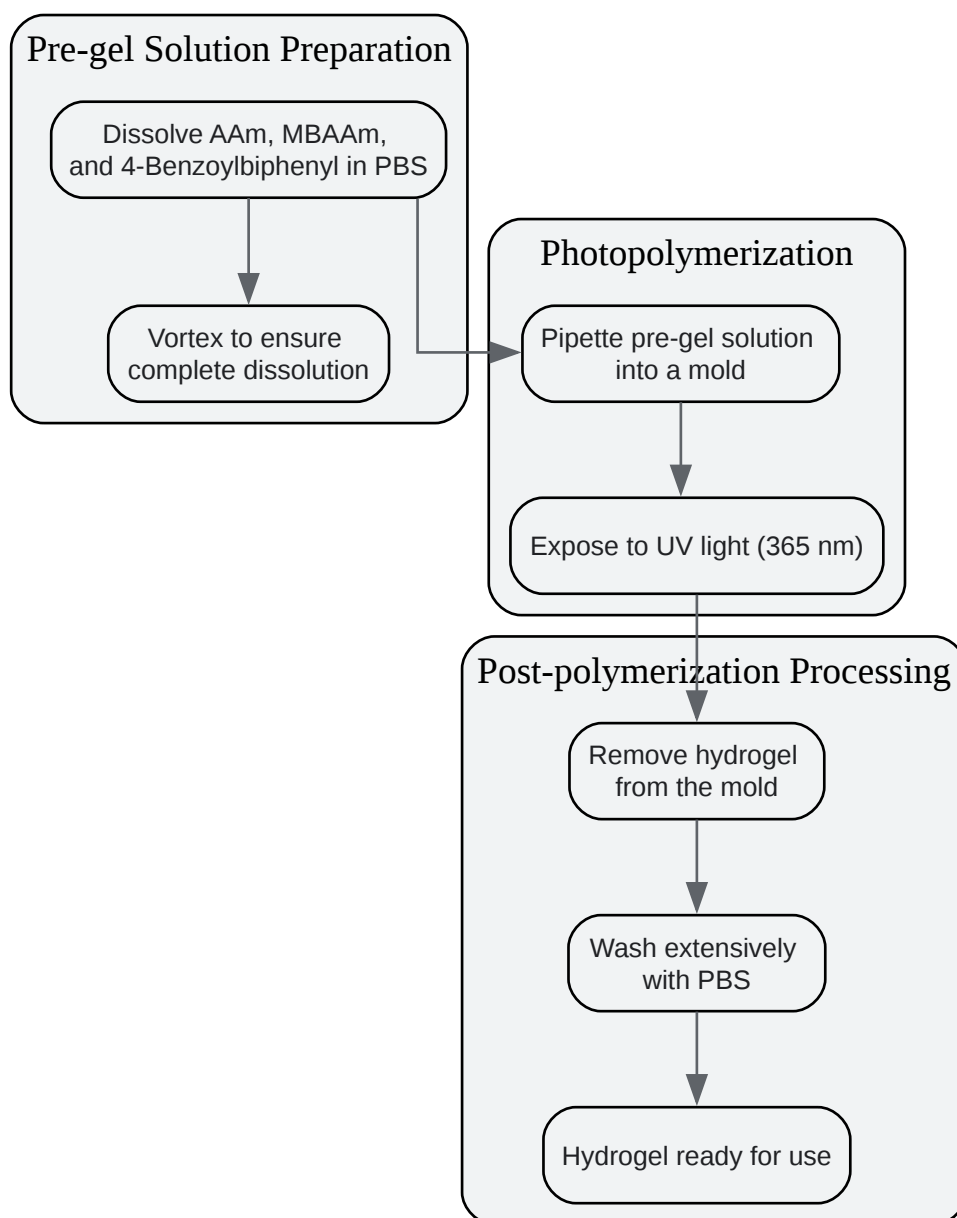 Pre-gel Solution Preparation
Dissolve AAm, MBAAm,
and 4-Benzoylbiphenyl in PBS
Vortex to ensure
complete dissolution
Photopolymerization
Pipette pre-gel solution
into a mold
Expose to UV light (365 nm)
Post-polymerization Processing
Remove hydrogel
from the mold
Wash extensively
with PBS
Hydrogel ready for use